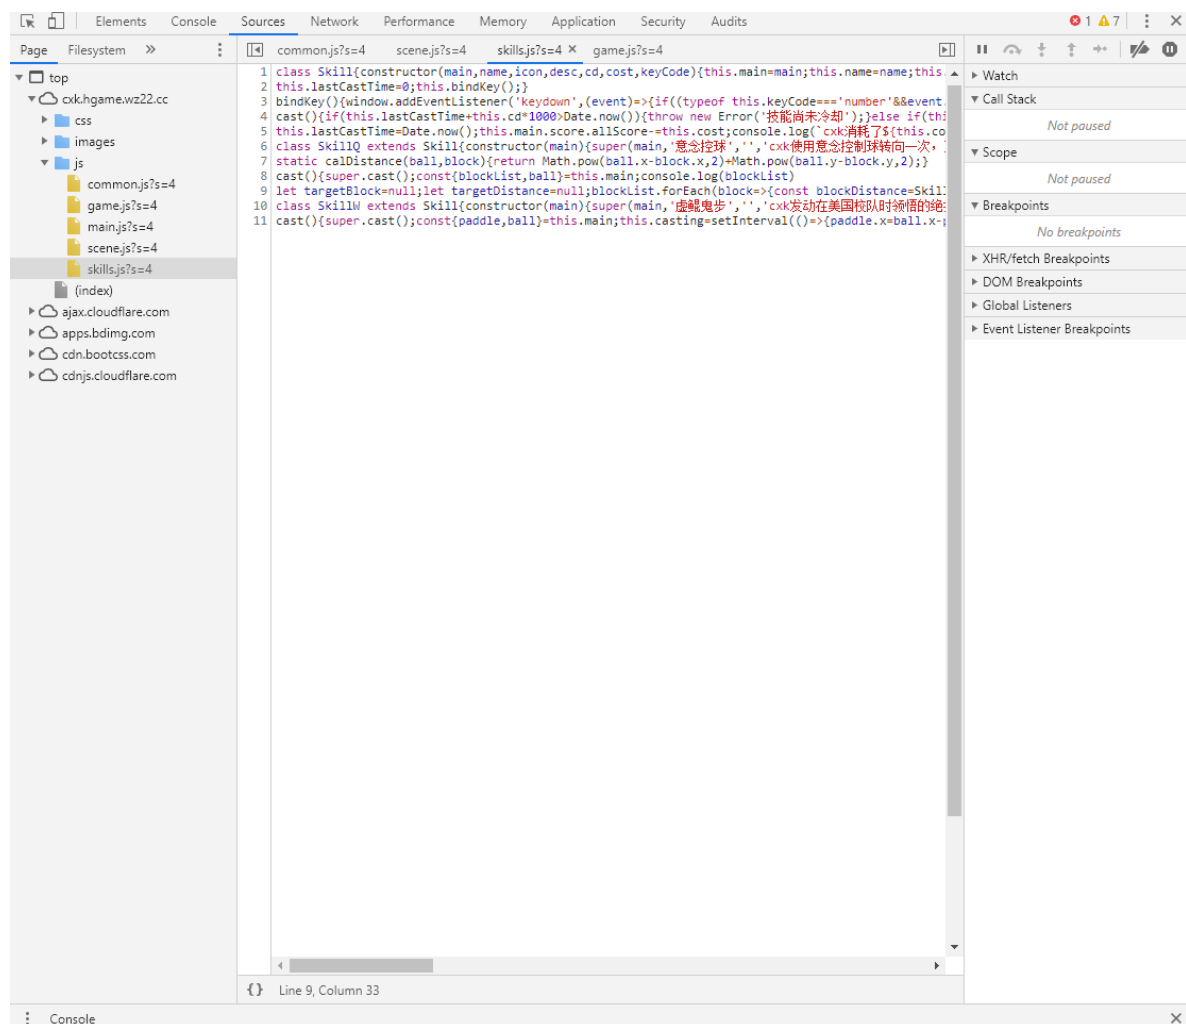 Elements Console Sources Network Performance Memory Application Security Audits 1 7
Page Filesystem » common.js?s=4 scene.js?s=4 skills.js?s=4 × game.js?s=4
top
cxk.hgame.wz22.cc
css
images
js
common.js?s=4
game.js?s=4
main.js?s=4
scene.js?s=4
skills.js?s=4
(index)
ajax.cloudflare.com
apps.bdimg.com
cdn.bootcss.com
cdnjs.cloudflare.com
1 class Skill{constructor(main,name,icon,desc,cd,cost,keyCode){this.main=main;this.name=name;this.
2 this.lastCastTime=0;this.bindKey();}
3 bindKey(){window.addEventListener('keydown',(event)=>{if((typeof this.keyCode==='number'&&event.
4 cast(){if(this.lastCastTime+this.cd*1000>Date.now()){throw new Error('技能尚未冷却');}else if(thi
5 this.lastCastTime=Date.now();this.main.score.allScore-=this.cost;console.log(`cxk消耗了${this.co
6 class SkillQ extends Skill{constructor(main){super(main,'意念控球','','cxk使用意念控制球转向一次，
7 static calDistance(ball,block){return Math.pow(ball.x-block.x,2)+Math.pow(ball.y-block.y,2);}
8 cast(){super.cast();const{blockList,ball}=this.main;console.log(blockList)
9 let targetBlock=null;let targetDistance=null;blockList.forEach(block=>{const blockDistance=Skill
10 class SkillW extends Skill{constructor(main){super(main,'虚鲲鬼步','','cxk发动在美国校队时领悟的绝
11 cast(){super.cast();const{paddle,ball}=this.main;this.casting=setInterval(()=>{paddle.x=ball.x-p
{} Line 9, Column 33
Watch
Call Stack
Not paused
Scope
Not paused
Breakpoints
No breakpoints
XHR/fetch Breakpoints
DOM Breakpoints
Global Listeners
Event Listener Breakpoints
Console